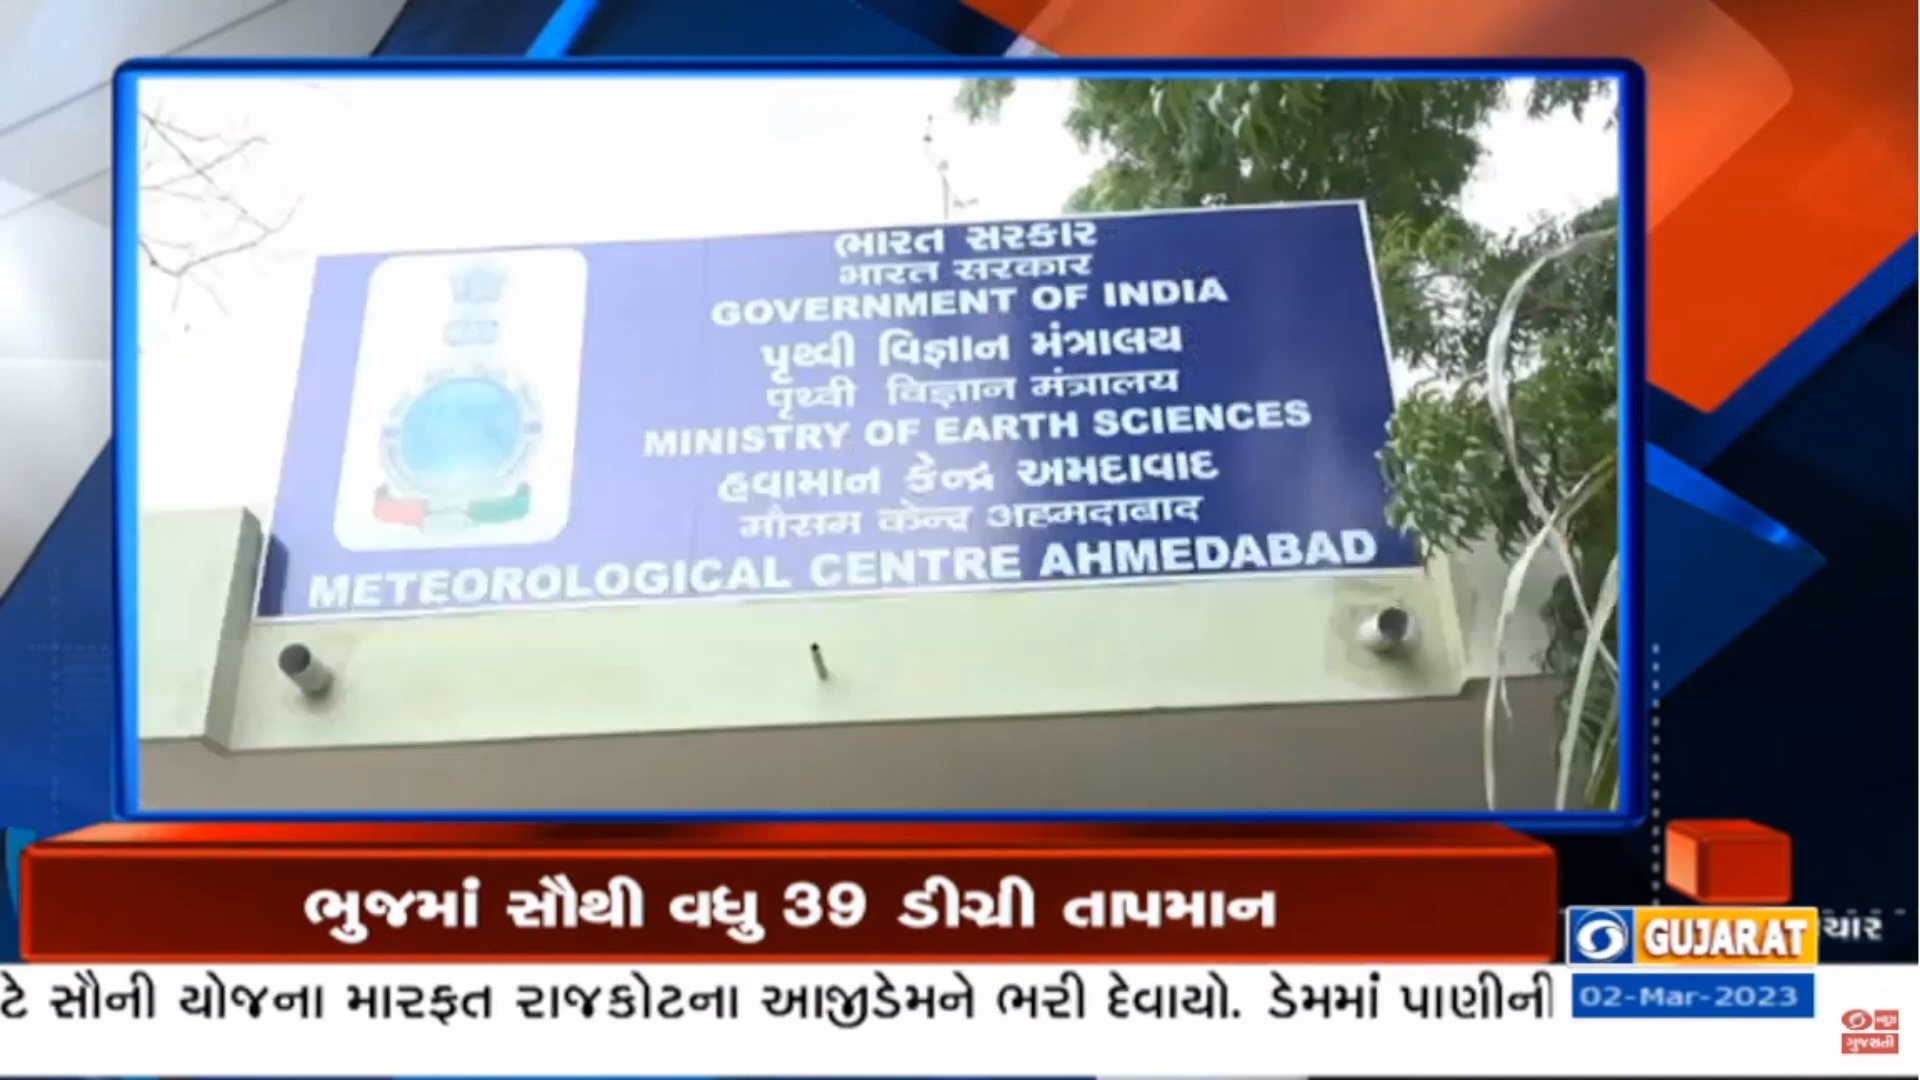 ભારત સરકાર
भारत सरकार
GOVERNMENT OF INDIA
પૃથ્વી વિજ્ઞાન મંત્રાલય
पृथ्वी विज्ञान मंत्रालय
MINISTRY OF EARTH SCIENCES
હવામાન કેન્દ્ર અમદાવાદ
मौसम केन्द्र अहमदाबाद
METEOROLOGICAL CENTRE AHMEDABAD
ભુજમાં સૌથી વધુ 39 ડીગ્રી તાપમાન
GUJARAT
ચાર
ટે સૌની યોજના મારફત રાજકોટના આજીડેમને ભરી દેવાયો. ડેમમાં પાણીની
02-Mar-2023
ન્યૂઝ
ગુજરાતી